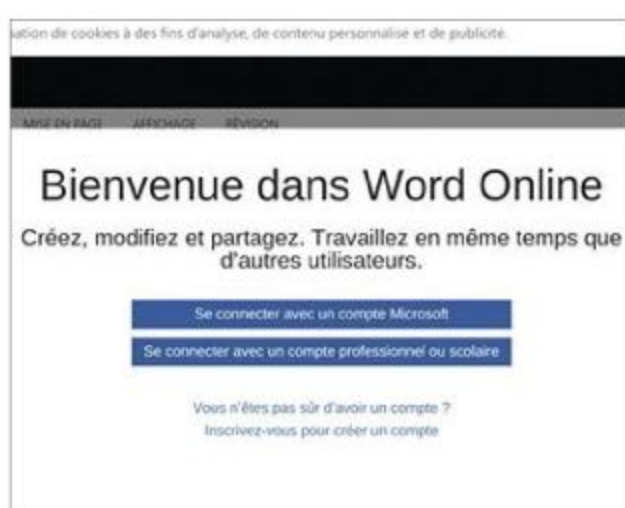 ation de cookies à des fins d'analyse, de contenu personnalisé et de publicité.
MISE EN PAGE AFFICHAGE RÉVISION
Bienvenue dans Word Online
Créez, modifiez et partagez. Travaillez en même temps que
d'autres utilisateurs.
Se connecter avec un compte Microsoft
Se connecter avec un compte professionnel ou scolaire
Vous n'êtes pas sûr d'avoir un compte ?
Inscrivez-vous pour créer un compte